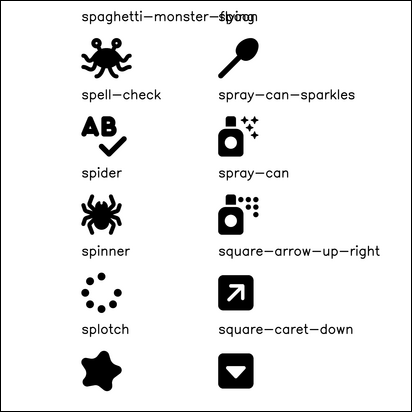 spaghetti-monster-flying
spoon
spell-check
spray-can-sparkles
AB
spider
spray-can
spinner
square-arrow-up-right
splotch
square-caret-down